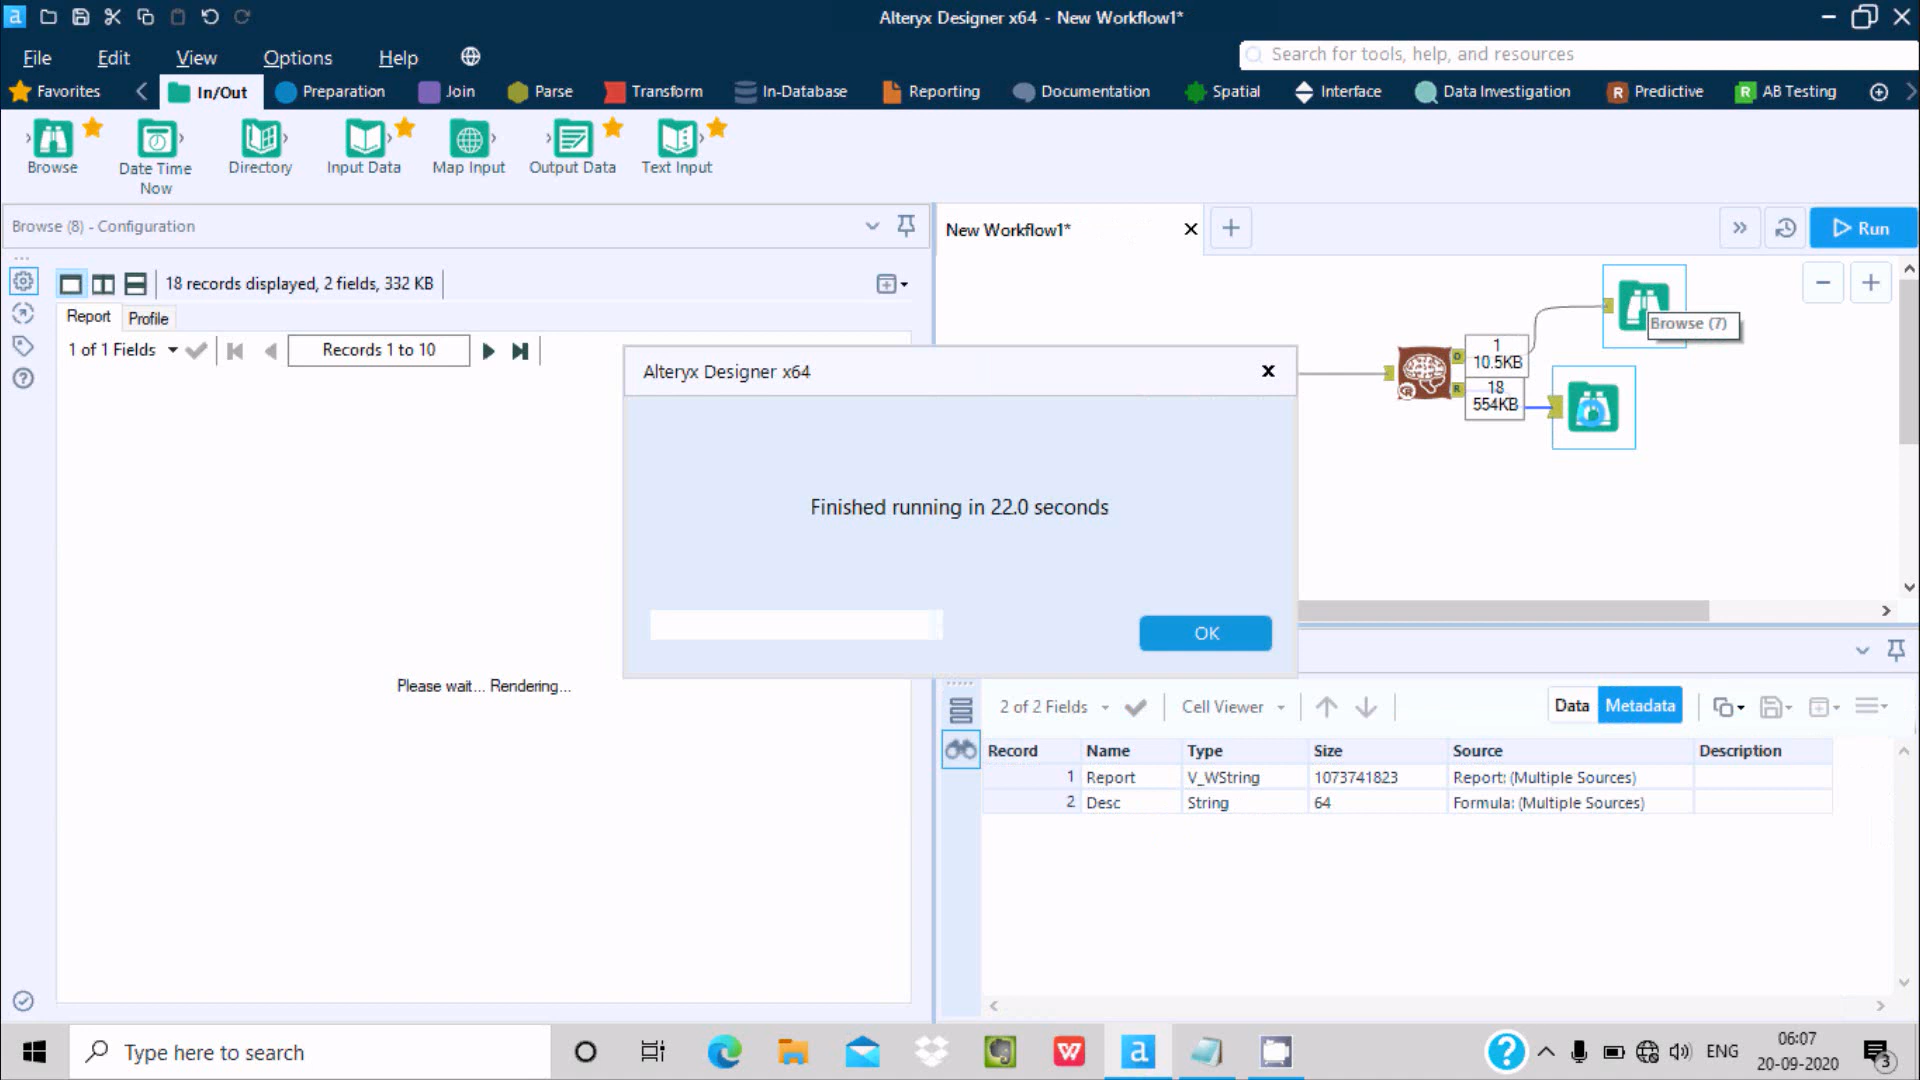 Alteryx Designer x64 - New Workflow1*
File Edit View Options Help
Search for tools, help, and resources
Favorites In/Out Preparation Join Parse Transform In-Database Reporting Documentation Spatial Interface Data Investigation Predictive AB Testing
Browse Date Time Now Directory Input Data Map Input Output Data Text Input
Browse (8) - Configuration
New Workflow1*
Run
18 records displayed, 2 fields, 332 KB
Report Profile
1 of 1 Fields Records 1 to 10
Browse (7)
1
10.5KB
18
554KB
O
R
Alteryx Designer x64
Finished running in 22.0 seconds
OK
Please wait... Rendering...
2 of 2 Fields Cell Viewer Data Metadata
Record Name Type Size Source Description
1 Report V_WString 1073741823 Report: (Multiple Sources)
2 Desc String 64 Formula: (Multiple Sources)
Type here to search
ENG
06:07
20-09-2020
3